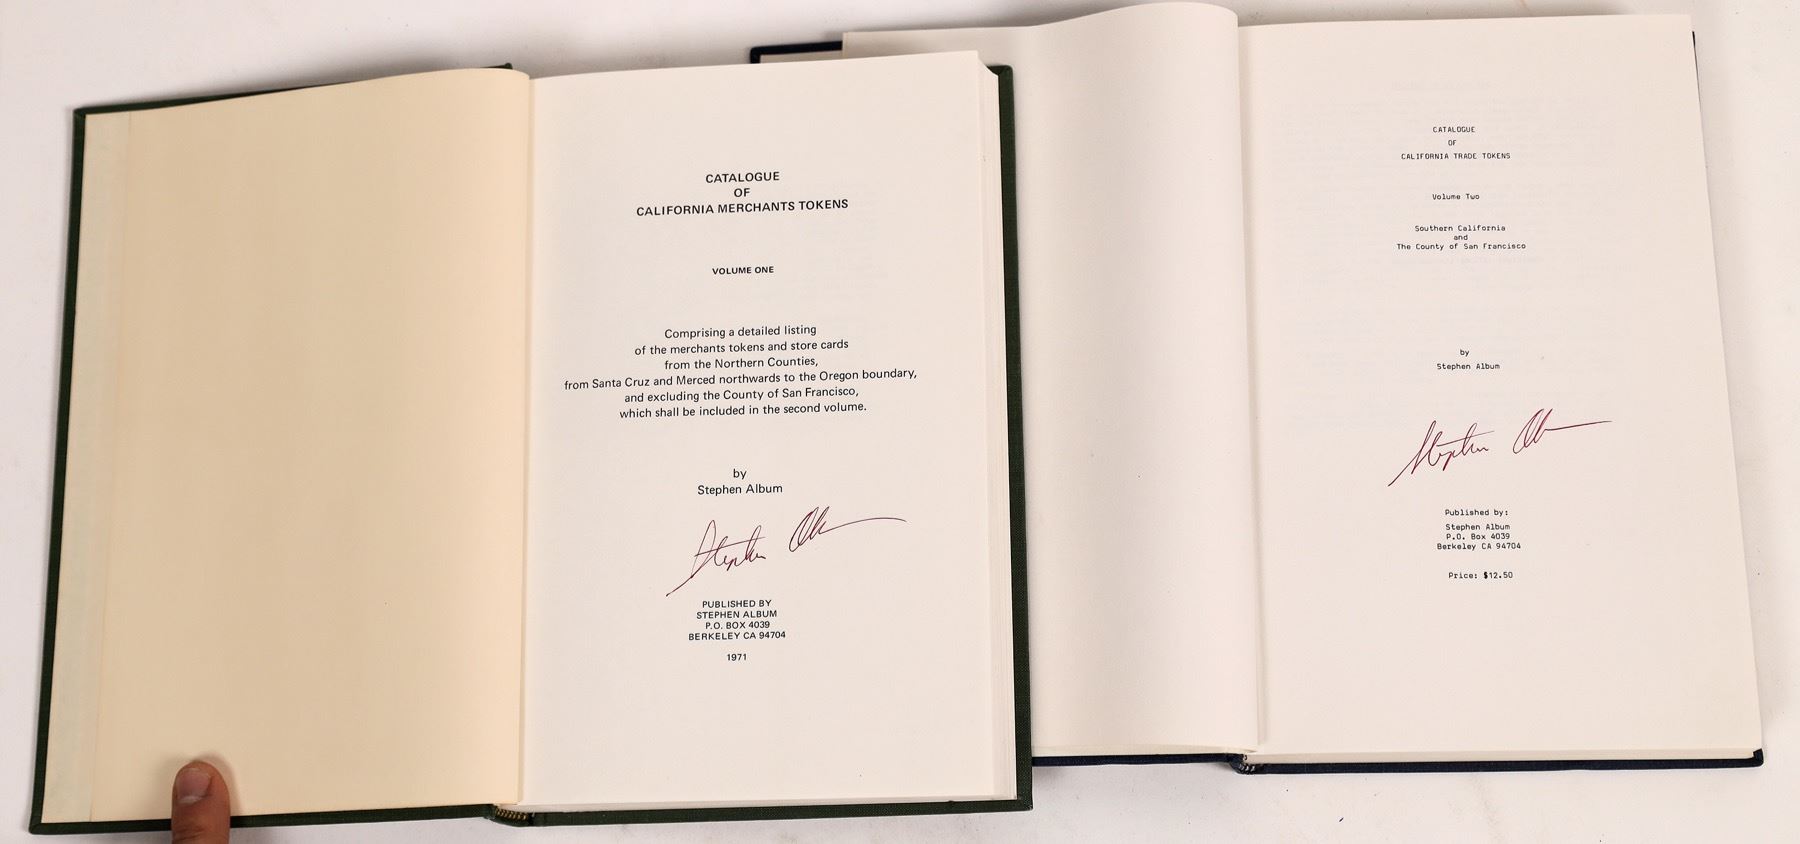 CATALOGUE
OF
CALIFORNIA MERCHANTS TOKENS
VOLUME ONE
Comprising a detailed listing
of the merchants tokens and store cards
from the Northern Counties,
from Santa Cruz and Merced northwards to the Oregon boundary,
and excluding the County of San Francisco,
which shall be included in the second volume.
by
Stephen Album
Stephen Album
PUBLISHED BY
STEPHEN ALBUM
P.O. BOX 4039
BERKELEY CA 94704
1971
CATALOGUE
OF
CALIFORNIA TRADE TOKENS
Volume Two
Southern California
and
The County of San Francisco
by
Stephen Album
Stephen Album
Published by:
Stephen Album
P.O. Box 4039
Berkeley CA 94704
Price: $12.50